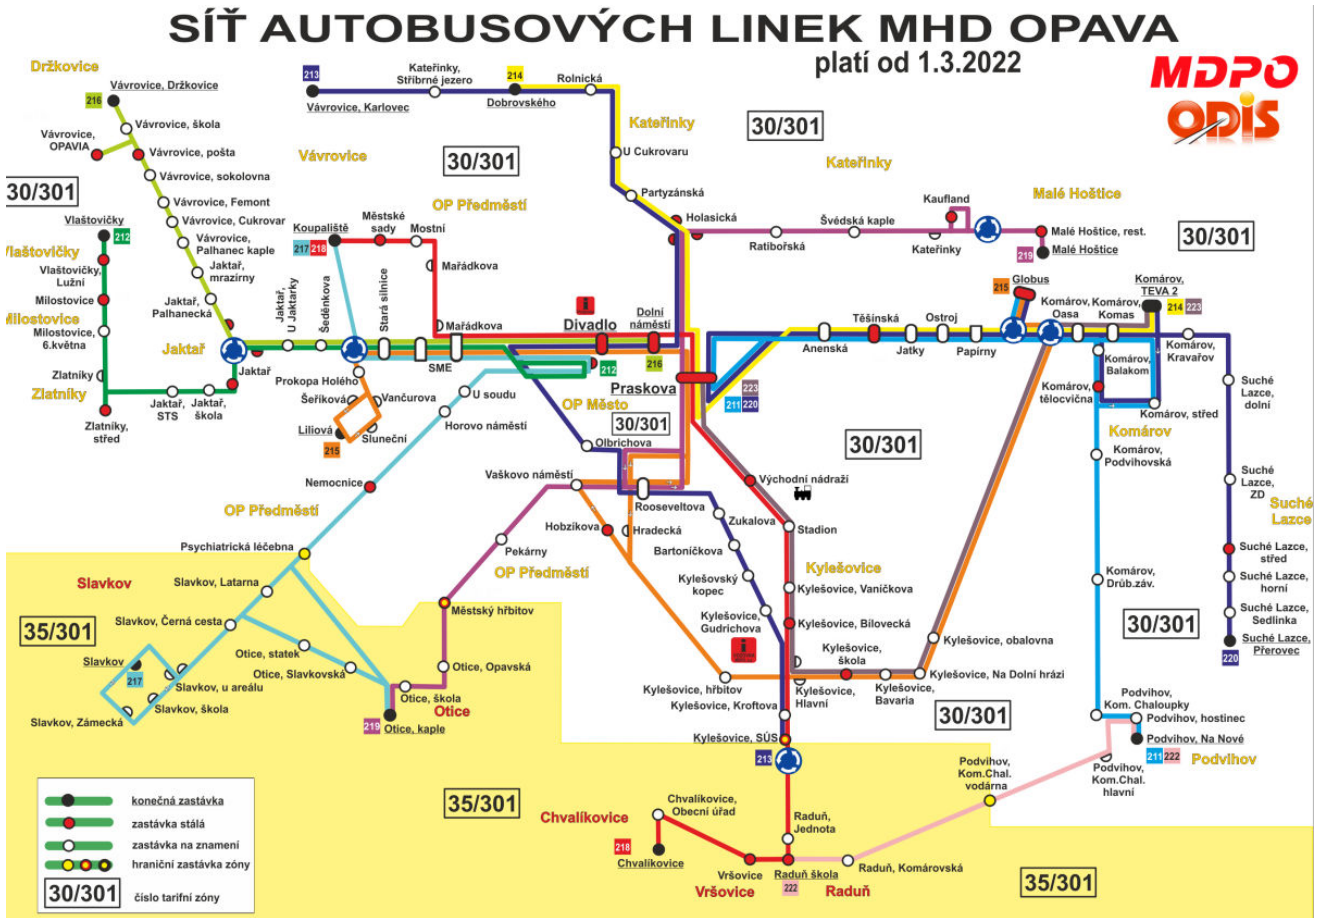 SÍŤ AUTOBUSOVÝCH LINEK MHD OPAVA
platí od 1.3.2022
MDPO
ODIS
Držkovice
216
Vávrovice, Držkovice
Vávrovice, škola
Vávrovice,
OPAVIA
Vávrovice, pošta
Vávrovice, sokolovna
Vávrovice, Femont
Vávrovice, Cukrovar
Vávrovice,
Palhanec kaple
Jaktař,
mrazírny
Jaktař,
Palhanecká
30/301
Vlaštovičky
212
Vlaštovičky
Vlaštovičky,
Lužní
Milostovice
Milostovice
Milostovice,
6.května
Zlatníky
Zlatníky
Zlatníky,
střed
Jaktař,
STS
Jaktař,
škola
Jaktař
Jaktař
Jaktař,
U Jaktarky
Šeděnkova
Stará silnice
213
Vávrovice, Karlovec
Kateřinky,
Stříbrné jezero
214
Dobrovského
Rolnická
Vávrovice
30/301
Kateřinky
U Cukrovaru
Partyzánská
30/301
Kateřinky
OP Předměstí
Koupaliště
217
218
Městské
sady
Mostní
Mařádkova
Mařádkova
SME
Divadlo
Dolní
náměstí
216
212
Holasická
Ratibořská
Švédská kaple
Kaufland
Kateřinky
Malé Hoštice
Malé Hoštice, rest.
219
Malé Hoštice
30/301
Prokopa Holého
Šeříková
Vančurova
Liliová
Sluneční
215
U soudu
Horovo náměstí
Nemocnice
OP Město
30/301
Olbrichova
Praskova
223
211
220
Anenská
Těšínská
Jatky
Ostroj
Papírny
215
Globus
Komárov,
Oasa
Komárov,
Komas
Komárov,
TEVA 2
214
223
Komárov,
Kravařov
Komárov,
Balakom
Komárov,
tělocvična
Komárov, střed
Komárov
Komárov,
Podvihovská
Komárov,
Drůb.záv.
Suché
Lazce,
dolní
Suché
Lazce,
ZD
Suché
Lazce
Suché Lazce,
střed
Suché Lazce,
horní
Suché Lazce,
Sedlinka
Suché Lazce,
Přerovec
220
30/301
30/301
Východní nádraží
Stadion
Vaškovo náměstí
Rooseveltova
Hobzíkova
Hradecká
Zukalova
Bartoníčkova
Kylešovský
kopec
Kylešovice,
Gudrichova
Pekárny
OP Předměstí
OP Předměstí
Psychiatrická léčebna
Slavkov
Slavkov, Latarna
35/301
Slavkov, Černá cesta
Slavkov
217
Slavkov, u areálu
Slavkov, škola
Slavkov, Zámecká
Otice, statek
Otice, Slavkovská
Městský hřbitov
Otice, Opavská
Otice, škola
Otice
219
Otice, kaple
Kylešovice
Kylešovice, Vaníčkova
Kylešovice, Bílovecká
Kylešovice,
škola
Kylešovice,
Hlavní
Kylešovice,
Bavaria
Kylešovice, Na Dolní hrázi
Kylešovice, obalovna
Kylešovice, hřbitov
Kylešovice, Kroftova
Kylešovice, SÚS
213
30/301
Podvihov,
Kom. Chaloupky
Podvihov, hostinec
Podvihov, Na Nové
211
222
Podvihov
Podvihov,
Kom.Chal.
hlavní
Podvihov,
Kom.Chal.
vodárna
35/301
Chvalíkovice
Chvalíkovice,
Obecní úřad
218
Chvalíkovice
Raduň,
Jednota
Vršovice
Vršovice
Raduň škola
222
Raduň
Raduň, Komárovská
35/301
konečná zastávka
zastávka stálá
zastávka na znamení
hraniční zastávka zóny
30/301
číslo tarifní zóny